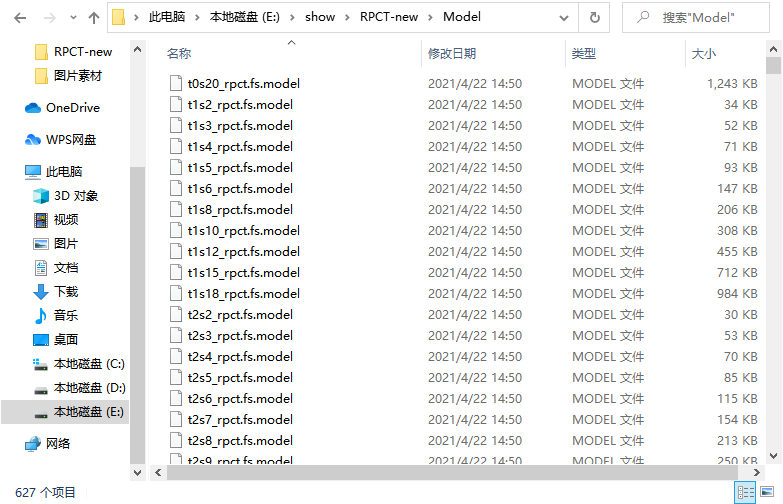 此电脑 > 本地磁盘 (E:) > show > RPCT-new > Model
搜索"Model"
RPCT-new
图片素材
OneDrive
WPS网盘
此电脑
3D 对象
视频
图片
文档
下载
音乐
桌面
本地磁盘 (C:)
本地磁盘 (D:)
本地磁盘 (E:)
网络
名称 修改日期 类型 大小
t0s20_rpct.fs.model 2021/4/22 14:50 MODEL 文件 1,243 KB
t1s2_rpct.fs.model 2021/4/22 14:50 MODEL 文件 34 KB
t1s3_rpct.fs.model 2021/4/22 14:50 MODEL 文件 52 KB
t1s4_rpct.fs.model 2021/4/22 14:50 MODEL 文件 71 KB
t1s5_rpct.fs.model 2021/4/22 14:50 MODEL 文件 93 KB
t1s6_rpct.fs.model 2021/4/22 14:50 MODEL 文件 147 KB
t1s8_rpct.fs.model 2021/4/22 14:50 MODEL 文件 206 KB
t1s10_rpct.fs.model 2021/4/22 14:50 MODEL 文件 308 KB
t1s12_rpct.fs.model 2021/4/22 14:50 MODEL 文件 455 KB
t1s15_rpct.fs.model 2021/4/22 14:50 MODEL 文件 712 KB
t1s18_rpct.fs.model 2021/4/22 14:50 MODEL 文件 984 KB
t2s2_rpct.fs.model 2021/4/22 14:50 MODEL 文件 30 KB
t2s3_rpct.fs.model 2021/4/22 14:50 MODEL 文件 53 KB
t2s4_rpct.fs.model 2021/4/22 14:50 MODEL 文件 70 KB
t2s5_rpct.fs.model 2021/4/22 14:50 MODEL 文件 85 KB
t2s6_rpct.fs.model 2021/4/22 14:50 MODEL 文件 115 KB
t2s7_rpct.fs.model 2021/4/22 14:50 MODEL 文件 154 KB
t2s8_rpct.fs.model 2021/4/22 14:50 MODEL 文件 213 KB
t2s9_rpct.fs.model 2021/4/22 14:50 MODEL 文件 250 KB
627 个项目